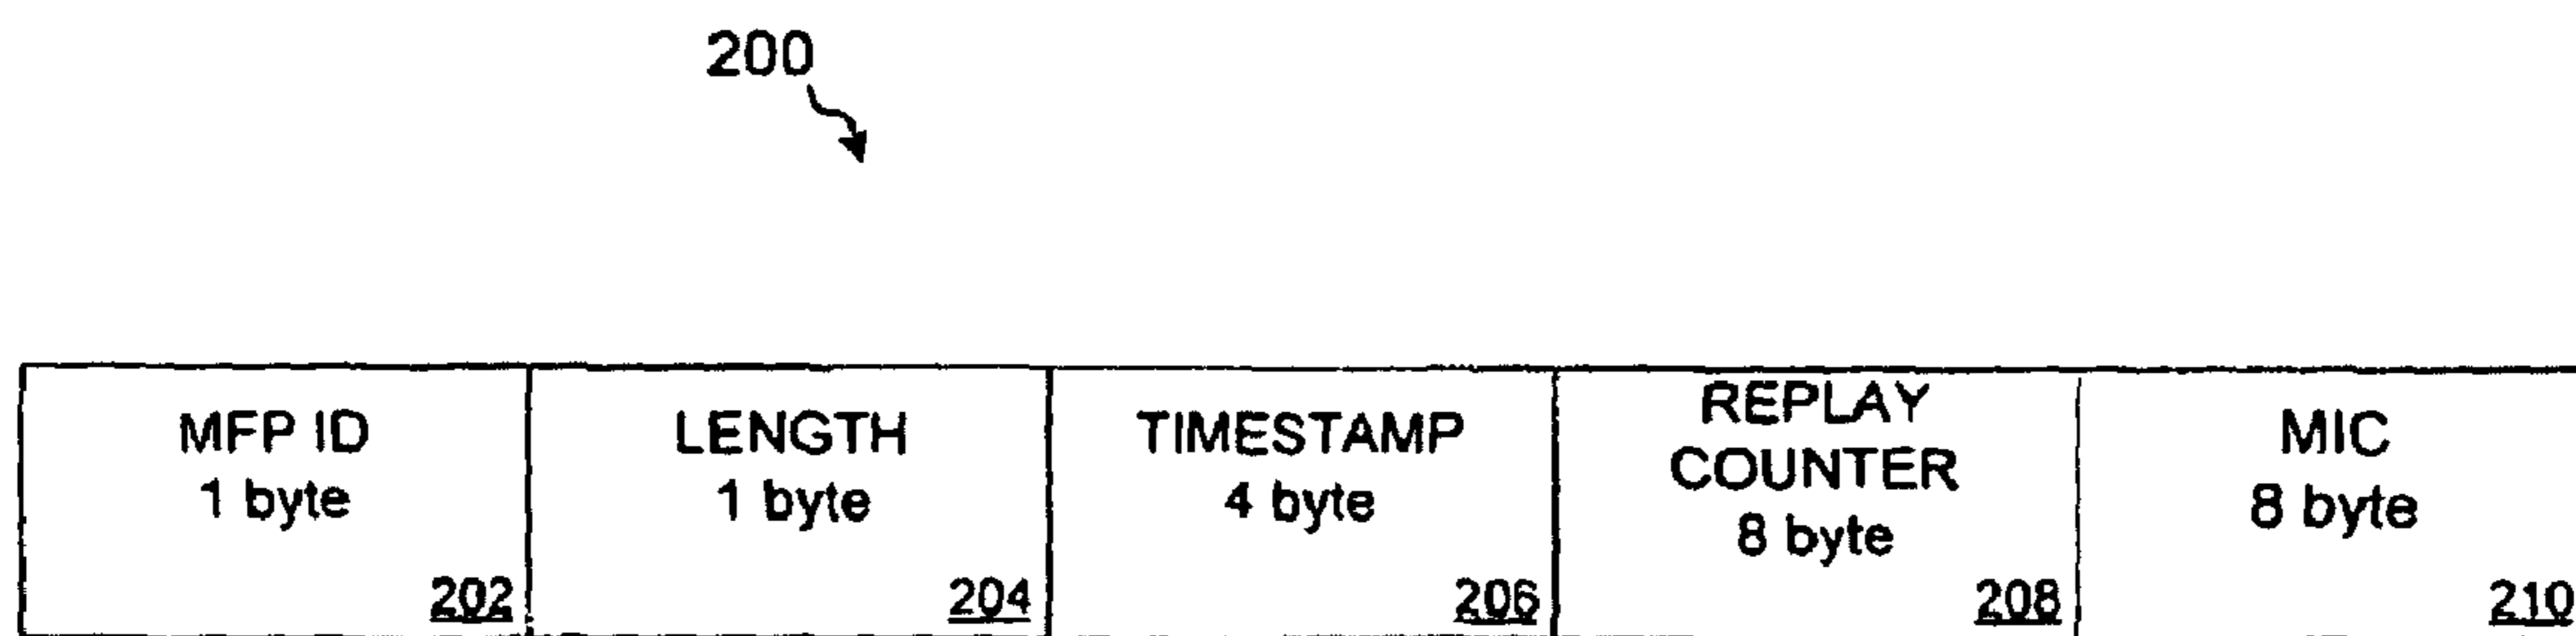 200
MFP ID
1 byte
202
LENGTH
1 byte
204
TIMESTAMP
4 byte
206
REPLAY
COUNTER
8 byte
208
MIC
8 byte
210